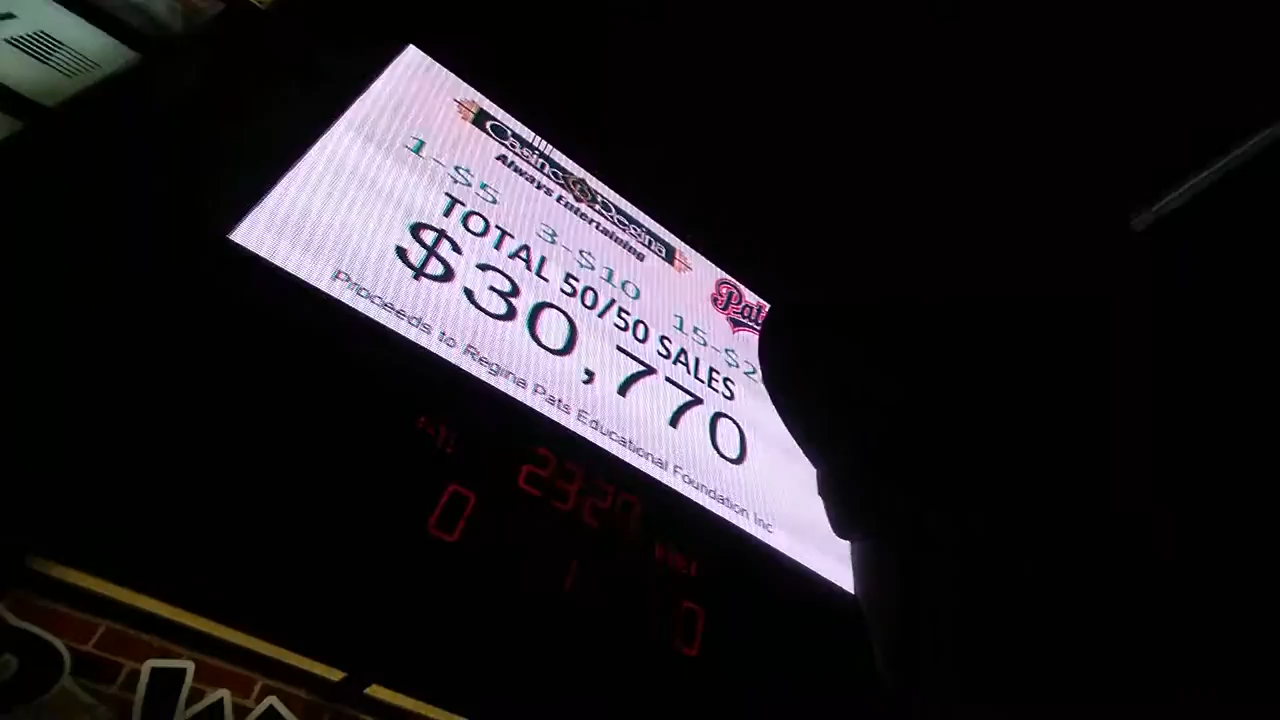 Casino Regina
Always Entertaining
1-$5 3-$10 15-$2
Pat
TOTAL 50/50 SALES
$30,770
Proceeds to Regina Pats Educational Foundation Inc
0
1
0